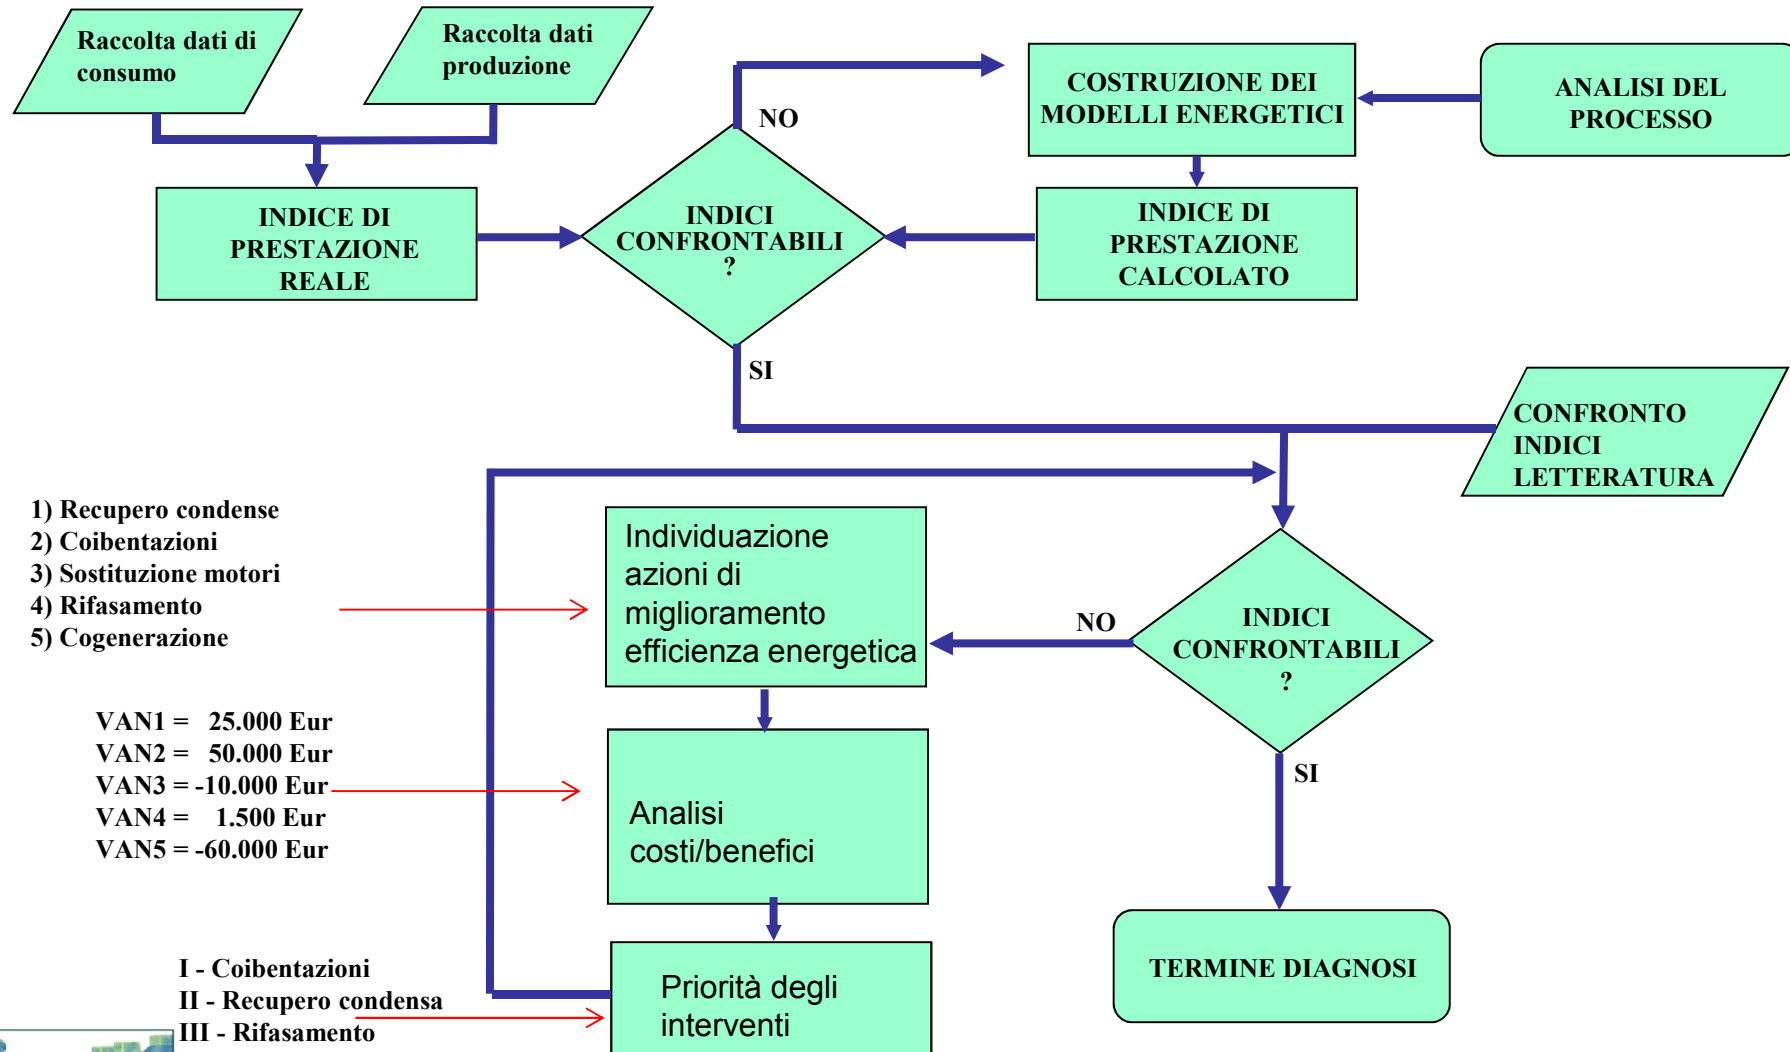 Raccolta dati di
consumo
Raccolta dati
produzione
COSTRUZIONE DEI
MODELLI ENERGETICI
ANALISI DEL
PROCESSO
NO
INDICE DI
PRESTAZIONE
REALE
INDICI
CONFRONTABILI
?
INDICE DI
PRESTAZIONE
CALCOLATO
SI
CONFRONTO
INDICI
LETTERATURA
1) Recupero condense
2) Coibentazioni
3) Sostituzione motori
4) Rifasamento
5) Cogenerazione
Individuazione
azioni di
miglioramento
efficienza energetica
NO
INDICI
CONFRONTABILI
?
VAN1 = 25.000 Eur
VAN2 = 50.000 Eur
VAN3 = -10.000 Eur
VAN4 = 1.500 Eur
VAN5 = -60.000 Eur
Analisi
costi/benefici
SI
I - Coibentazioni
II - Recupero condensa
III - Rifasamento
Priorità degli
interventi
TERMINE DIAGNOSI